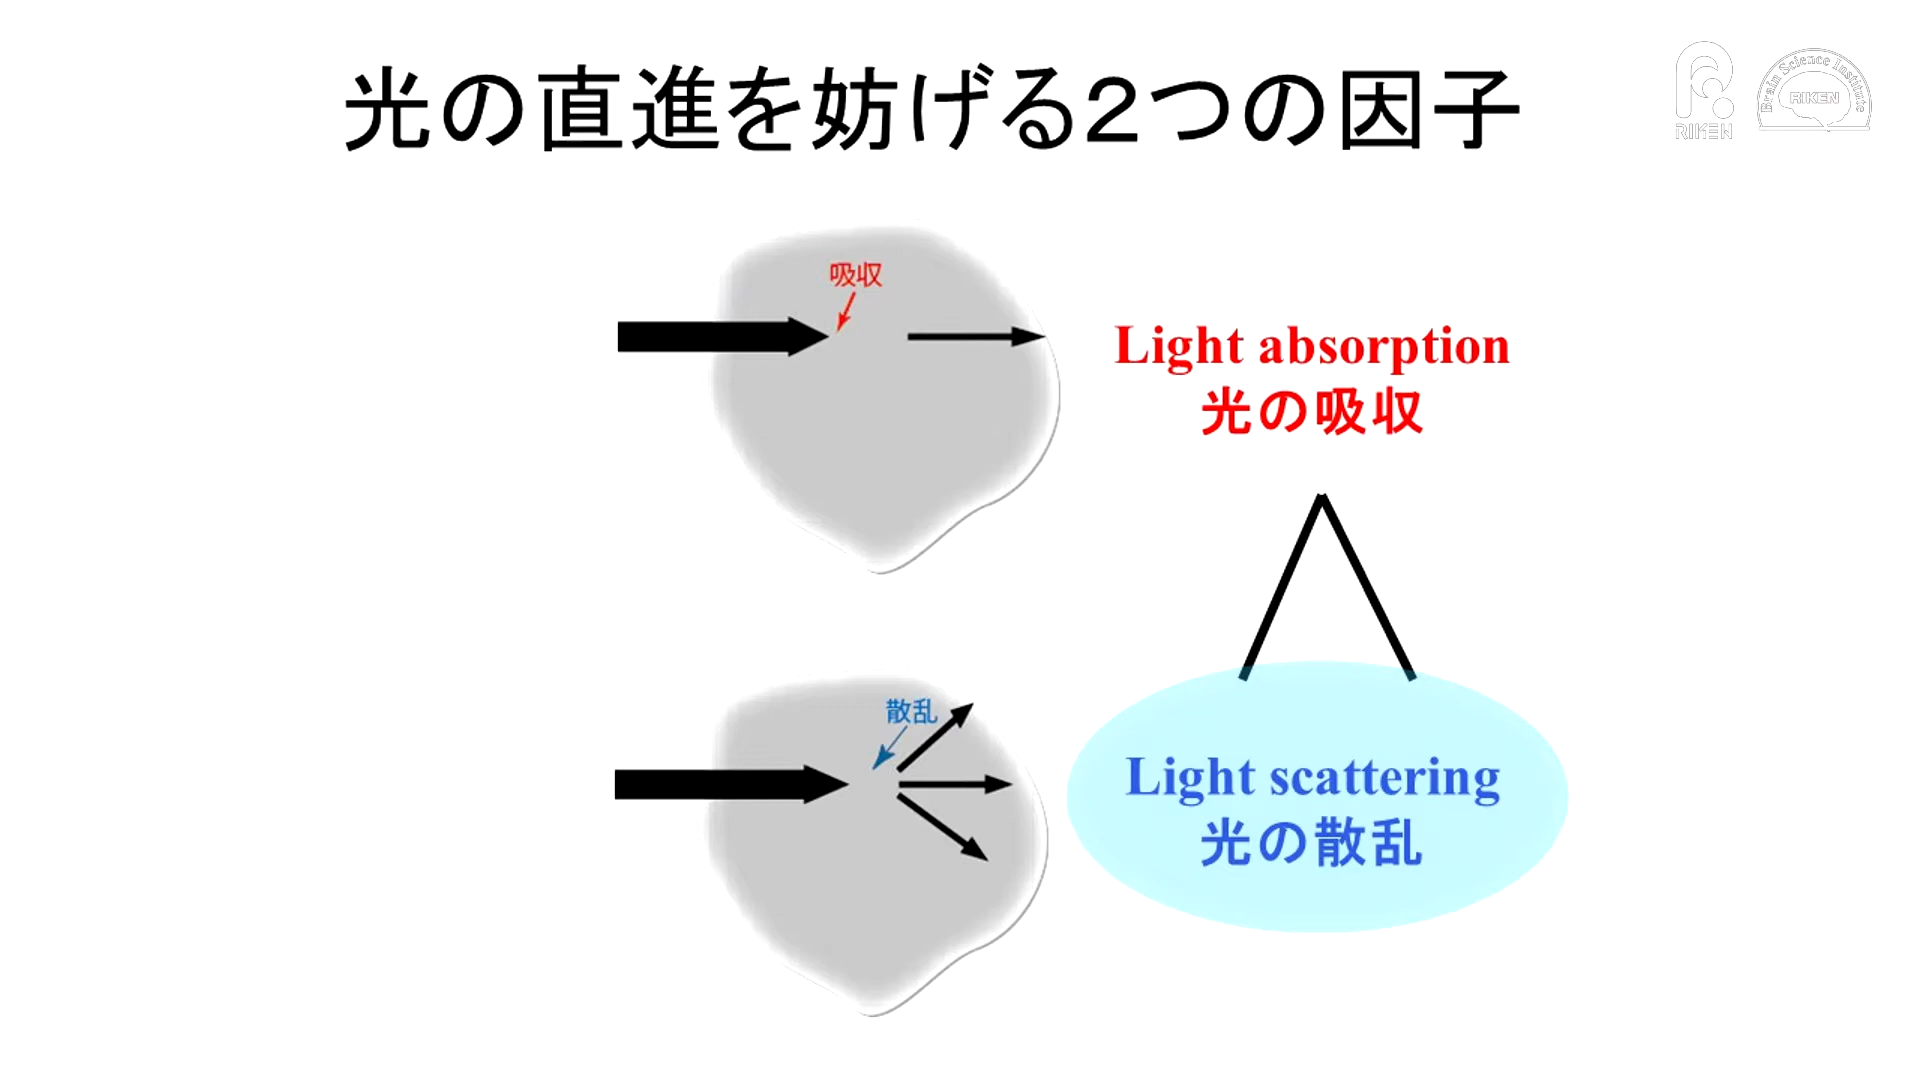 光の直進を妨げる2つの因子
RIKEN
Brain Science Institute
RIKEN
吸収
Light absorption
光の吸収
散乱
Light scattering
光の散乱